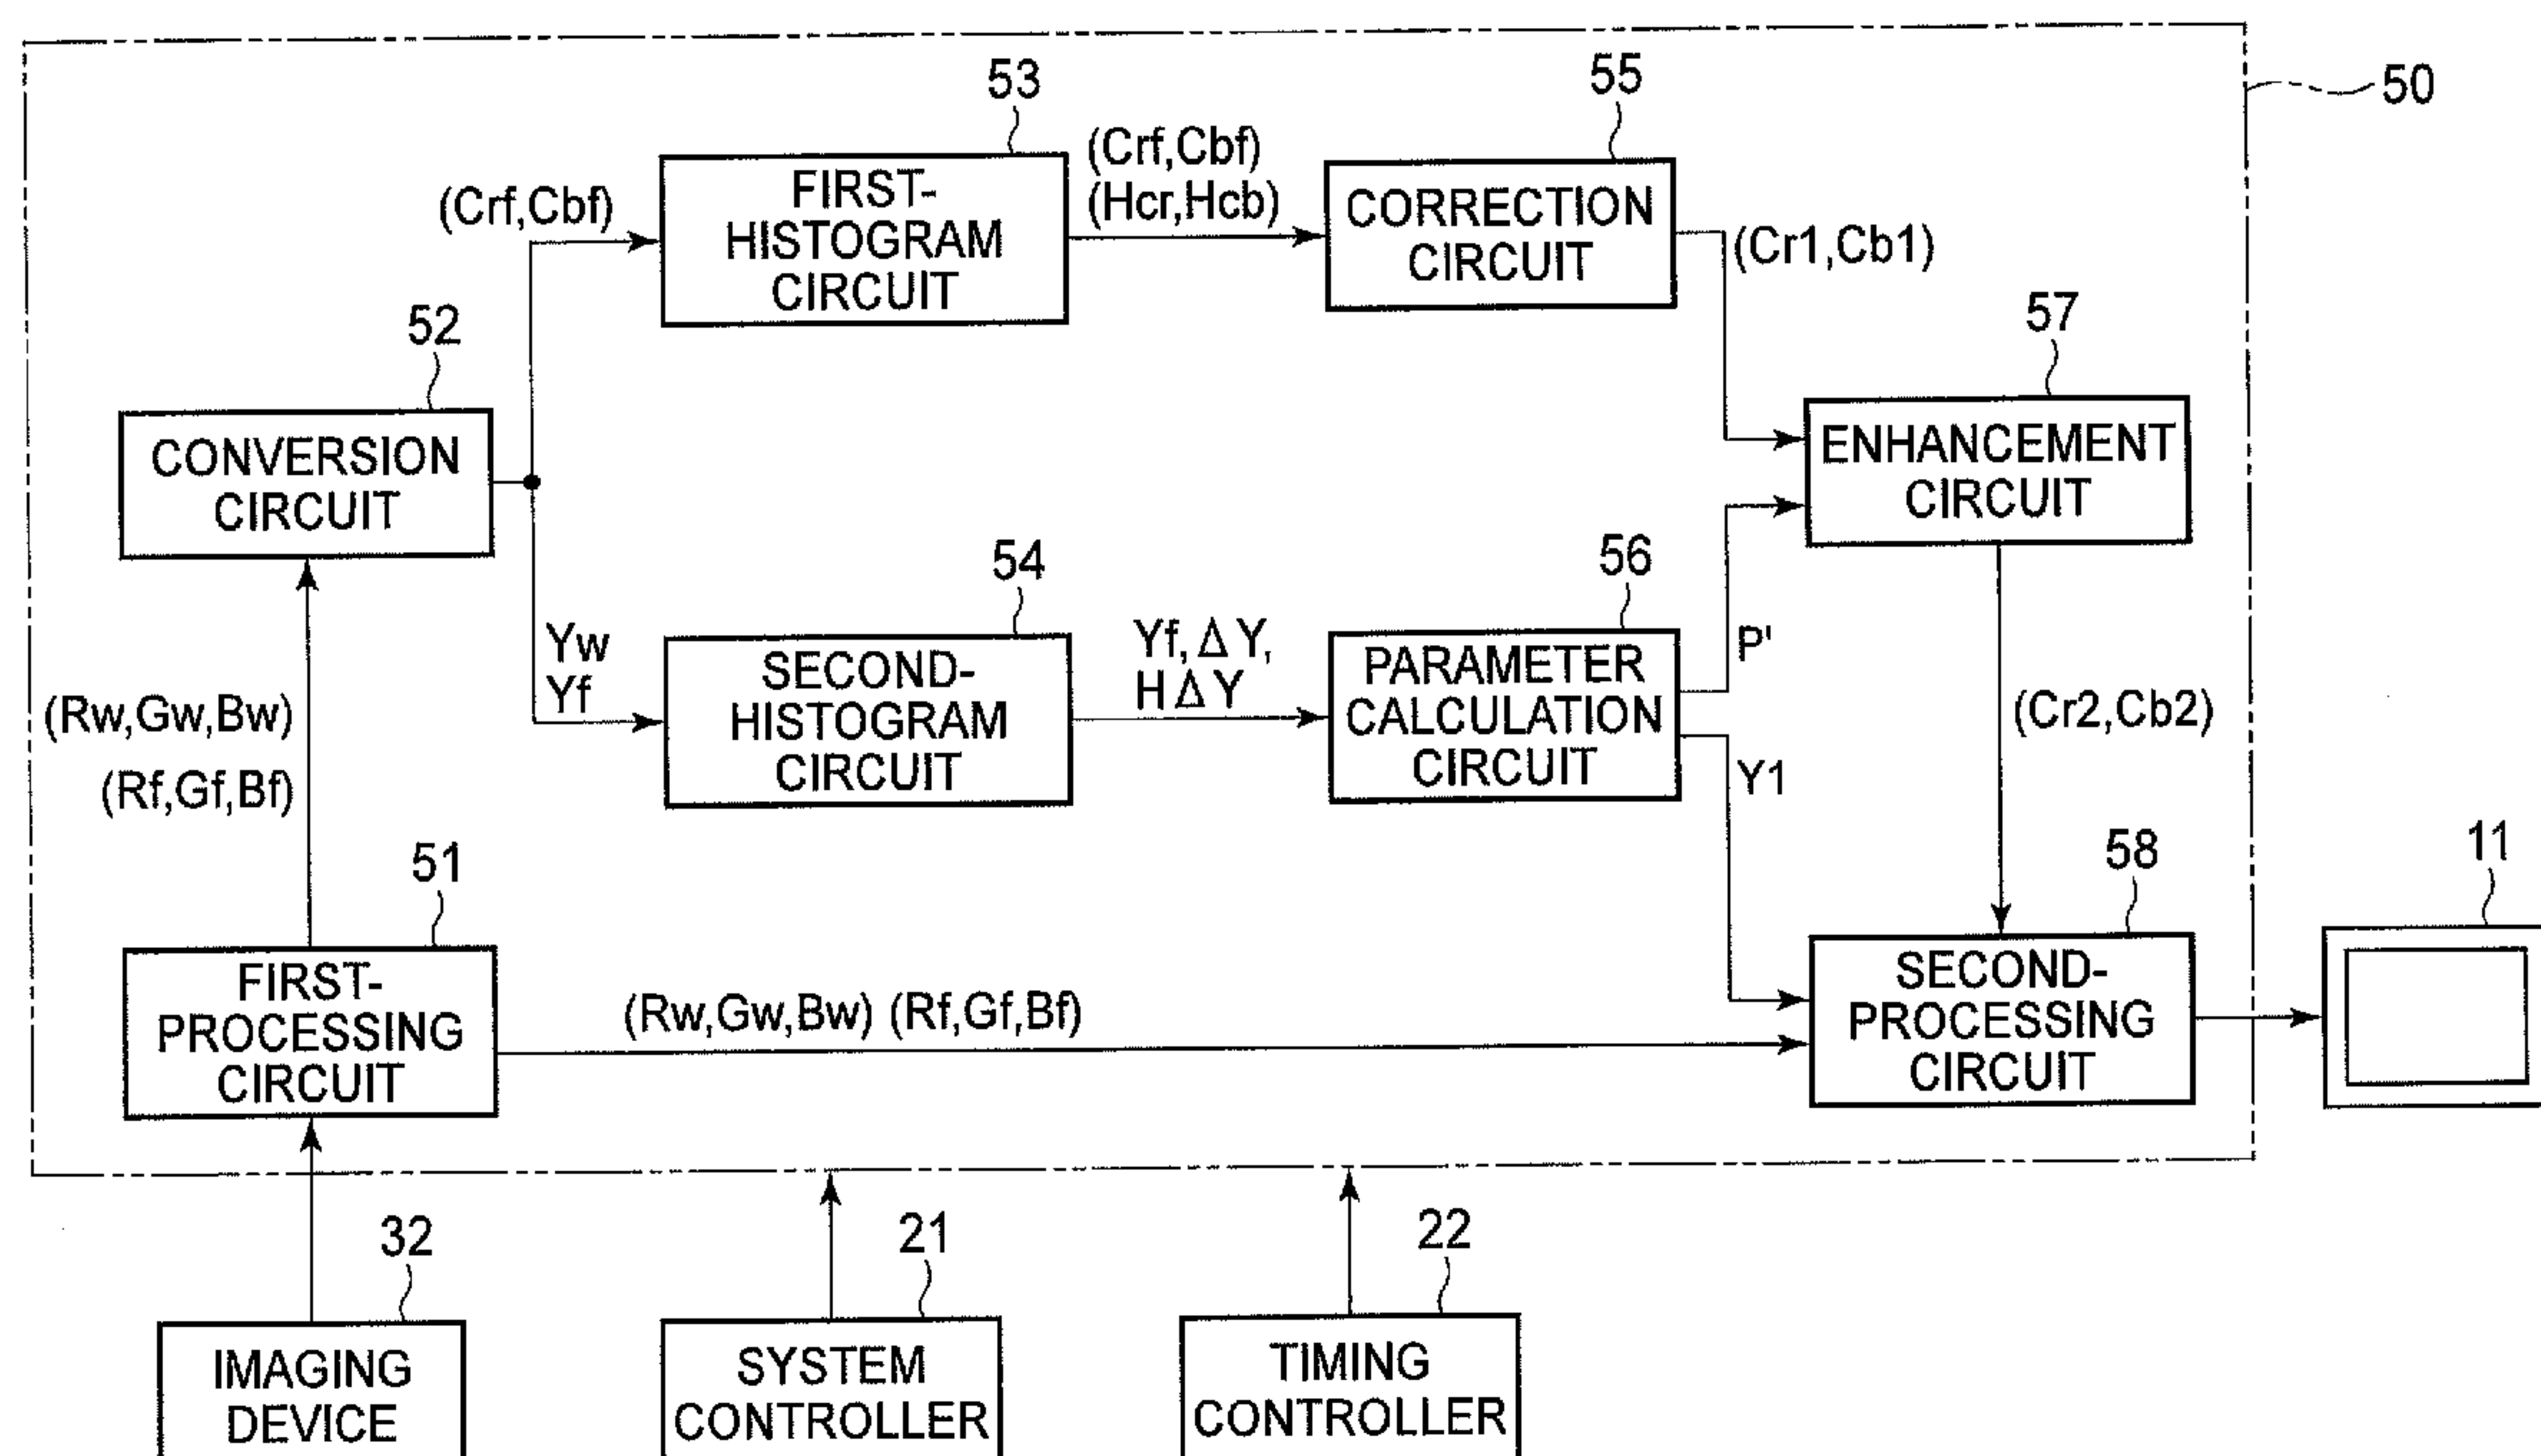 53
55
50
(Crf,Cbf)
FIRST-
HISTOGRAM
CIRCUIT
(Crf,Cbf)
(Hcr,Hcb)
CORRECTION
CIRCUIT
(Cr1,Cb1)
52
57
CONVERSION
CIRCUIT
ENHANCEMENT
CIRCUIT
54
56
Yw
Yf
SECOND-
HISTOGRAM
CIRCUIT
Yf, ΔY,
HΔY
PARAMETER
CALCULATION
CIRCUIT
P'
Y1
(Rw,Gw,Bw)
(Rf,Gf,Bf)
(Cr2,Cb2)
51
58
11
FIRST-
PROCESSING
CIRCUIT
(Rw,Gw,Bw) (Rf,Gf,Bf)
SECOND-
PROCESSING
CIRCUIT
32
21
22
IMAGING
DEVICE
SYSTEM
CONTROLLER
TIMING
CONTROLLER